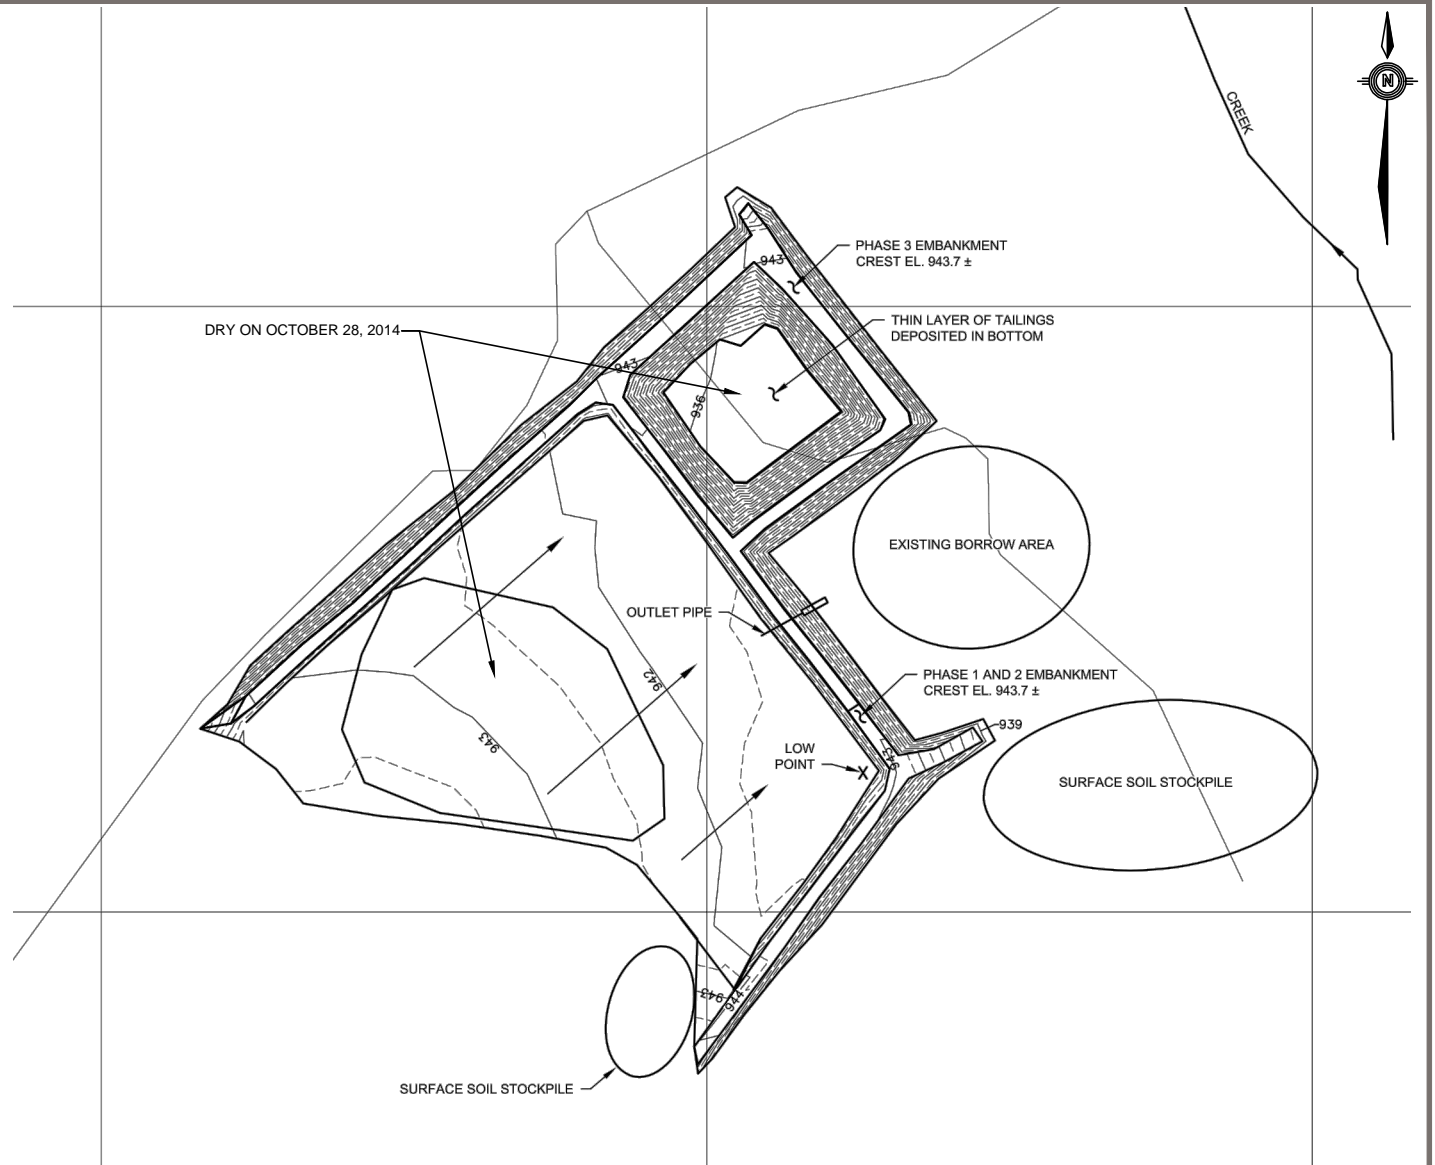 N
CREEK
PHASE 3 EMBANKMENT
CREST EL. 943.7 ±
943
THIN LAYER OF TAILINGS
DEPOSITED IN BOTTOM
DRY ON OCTOBER 28, 2014
943
936
EXISTING BORROW AREA
OUTLET PIPE
PHASE 1 AND 2 EMBANKMENT
CREST EL. 943.7 ±
942
939
943
943
LOW
POINT
X
SURFACE SOIL STOCKPILE
943
944
SURFACE SOIL STOCKPILE